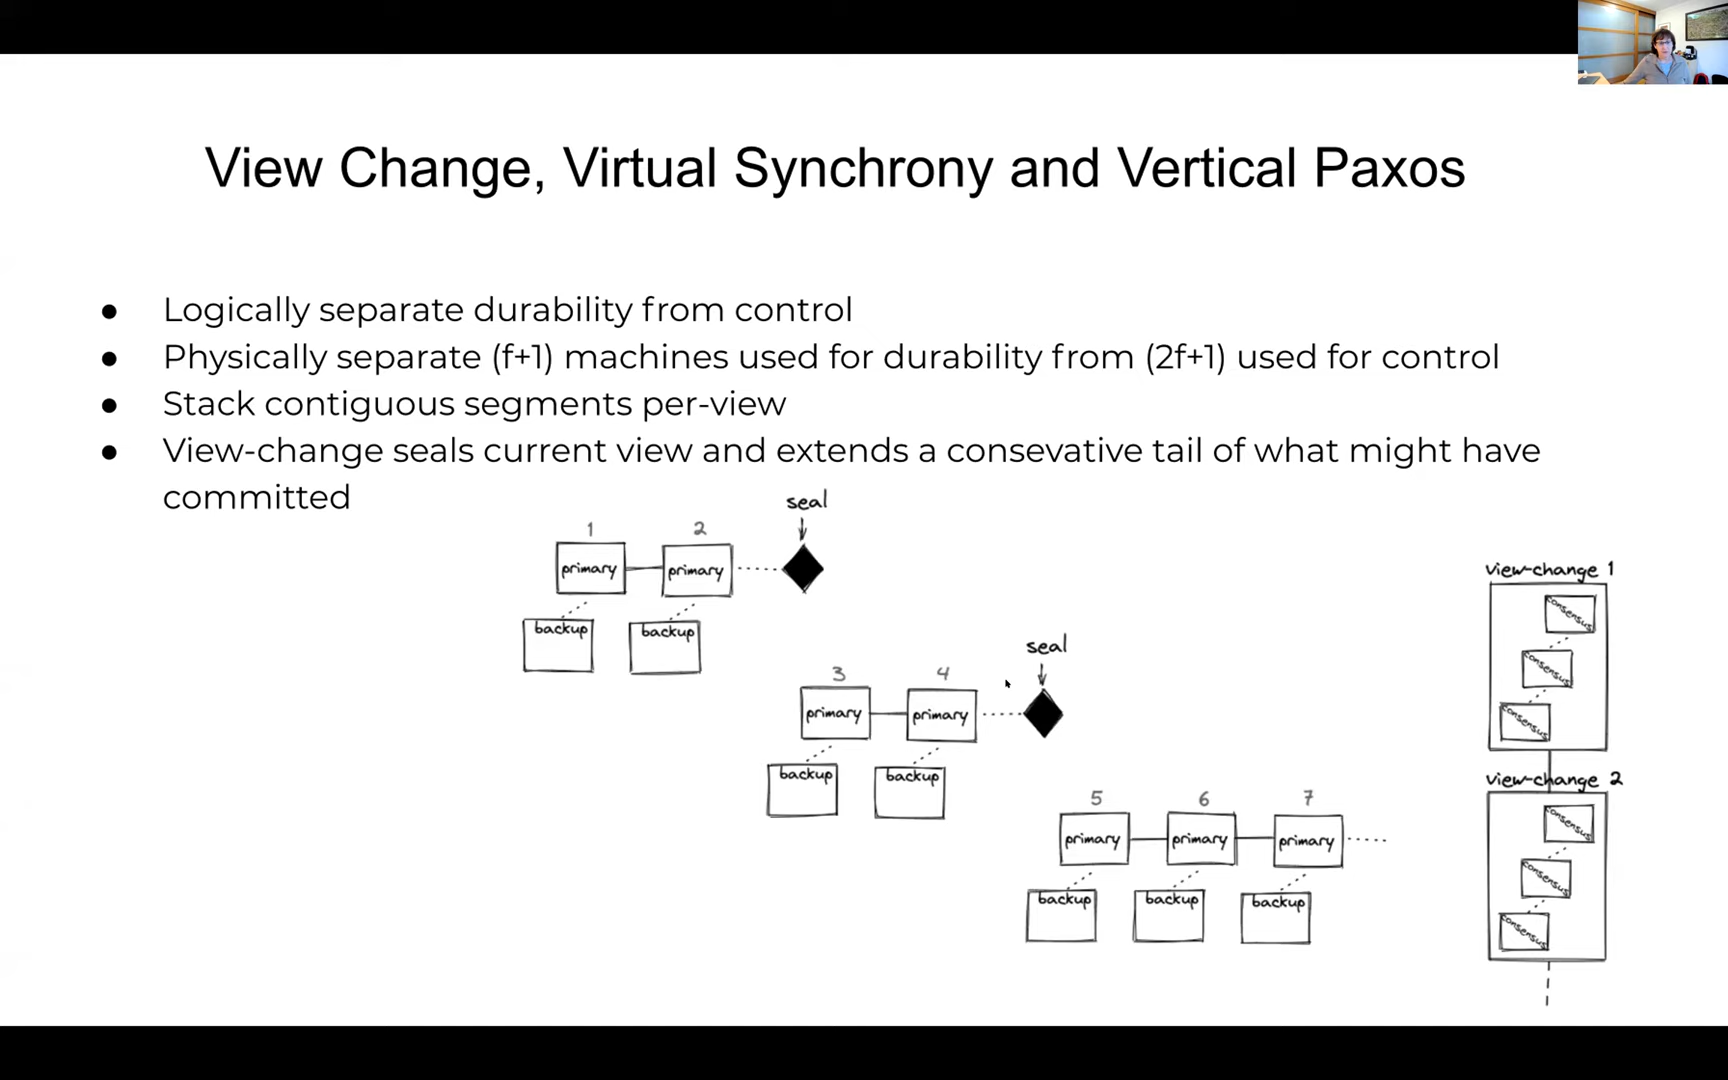 View Change, Virtual Synchrony and Vertical Paxos
● Logically separate durability from control
● Physically separate (f+1) machines used for durability from (2f+1) used for control
● Stack contiguous segments per-view
● View-change seals current view and extends a consevative tail of what might have
committed
seal
1 2
primary primary
backup backup
seal
3 4
primary primary
backup backup
5 6 7
primary primary primary
backup backup backup
view-change 1
consensus
consensus
consensus
view-change 2
consensus
consensus
consensus